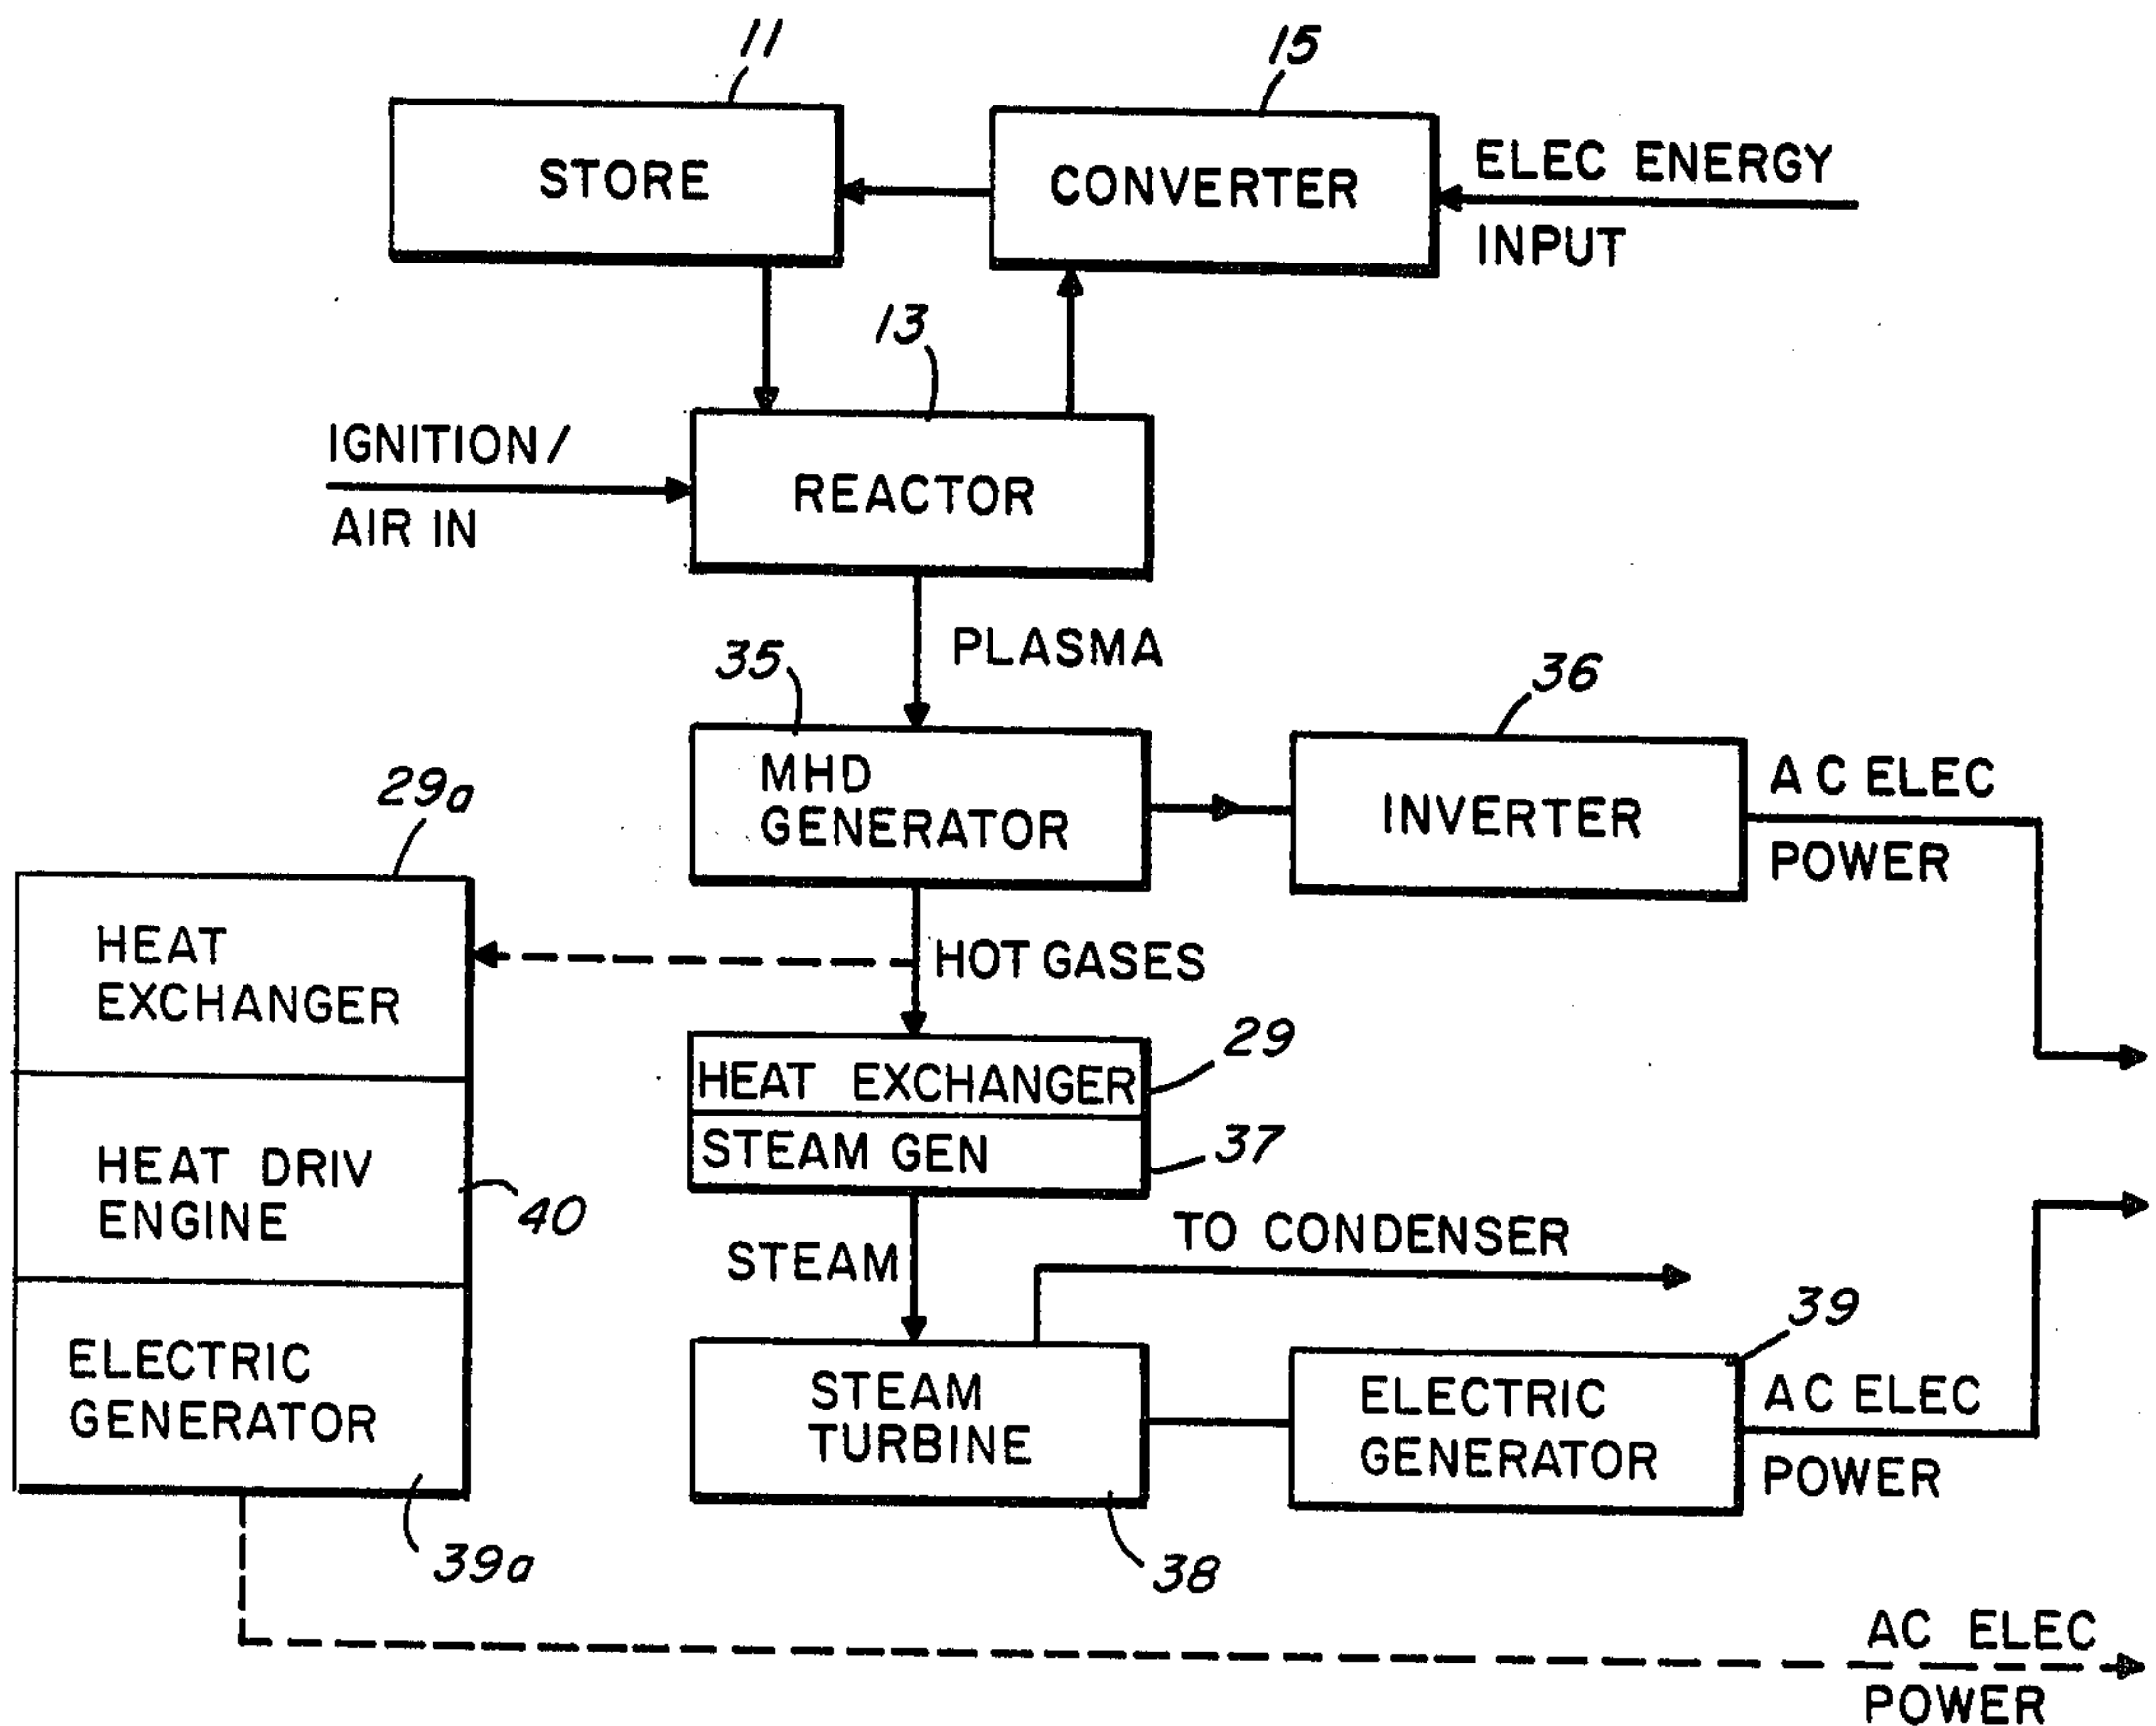 11
15
STORE
CONVERTER
ELEC ENERGY
INPUT
13
IGNITION/
AIR IN
REACTOR
PLASMA
35
36
MHD
GENERATOR
INVERTER
A C ELEC
POWER
29a
HEAT
EXCHANGER
HOT GASES
HEAT EXCHANGER
29
STEAM GEN
37
HEAT DRIV
ENGINE
40
STEAM
TO CONDENSER
39
ELECTRIC
GENERATOR
STEAM
TURBINE
ELECTRIC
GENERATOR
A C ELEC
POWER
39a
38
AC ELEC
POWER